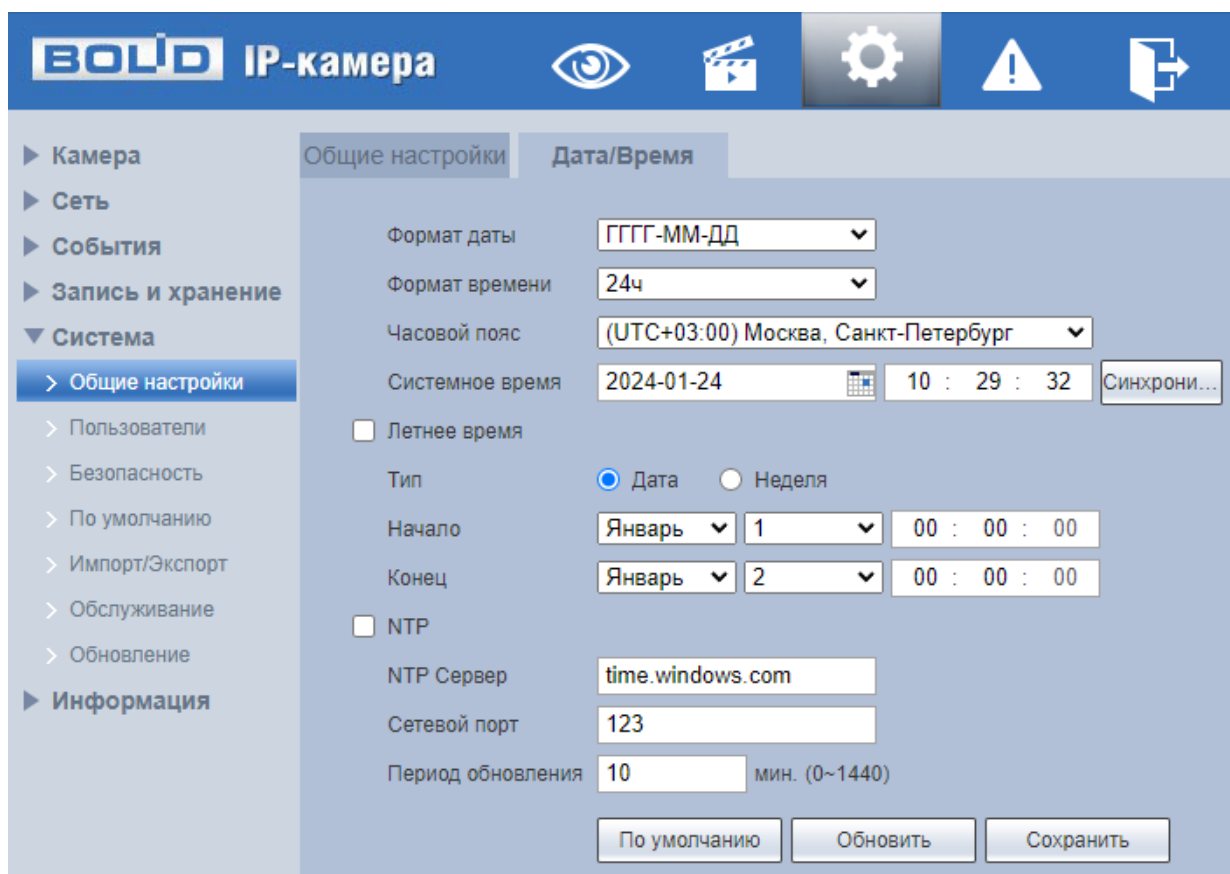 BOLID IP-камера
Камера
Сеть
События
Запись и хранение
Система
Общие настройки
Пользователи
Безопасность
По умолчанию
Импорт/Экспорт
Обслуживание
Обновление
Информация
Общие настройки Дата/Время
Формат даты ГГГГ-ММ-ДД
Формат времени 24ч
Часовой пояс (UTC+03:00) Москва, Санкт-Петербург
Системное время 2024-01-24 10 : 29 : 32 Синхрони...
Летнее время
Тип Дата Неделя
Начало Январь 1 00 : 00 : 00
Конец Январь 2 00 : 00 : 00
NTP
NTP Сервер time.windows.com
Сетевой порт 123
Период обновления 10 мин. (0~1440)
По умолчанию Обновить Сохранить